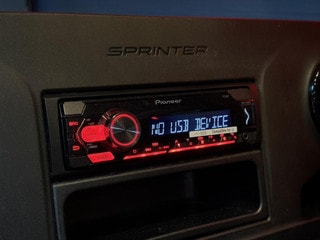 SPRINTER
Pioneer
NO USB DEVICE